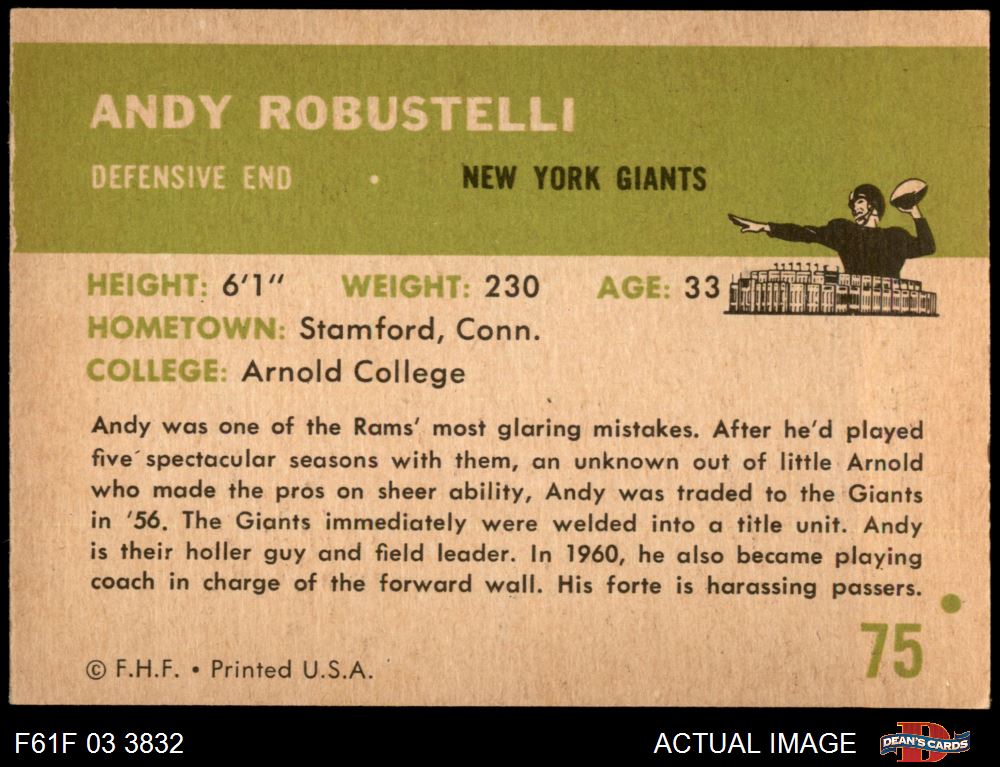 ANDY ROBUSTELLI
DEFENSIVE END • NEW YORK GIANTS
HEIGHT: 6'1" WEIGHT: 230 AGE: 33
HOMETOWN: Stamford, Conn.
COLLEGE: Arnold College
Andy was one of the Rams' most glaring mistakes. After he'd played
five spectacular seasons with them, an unknown out of little Arnold
who made the pros on sheer ability, Andy was traded to the Giants
in '56. The Giants immediately were welded into a title unit. Andy
is their holler guy and field leader. In 1960, he also became playing
coach in charge of the forward wall. His forte is harassing passers.
75
© F.H.F. • Printed U.S.A.
F61F 03 3832 ACTUAL IMAGE DEAN'S CARDS